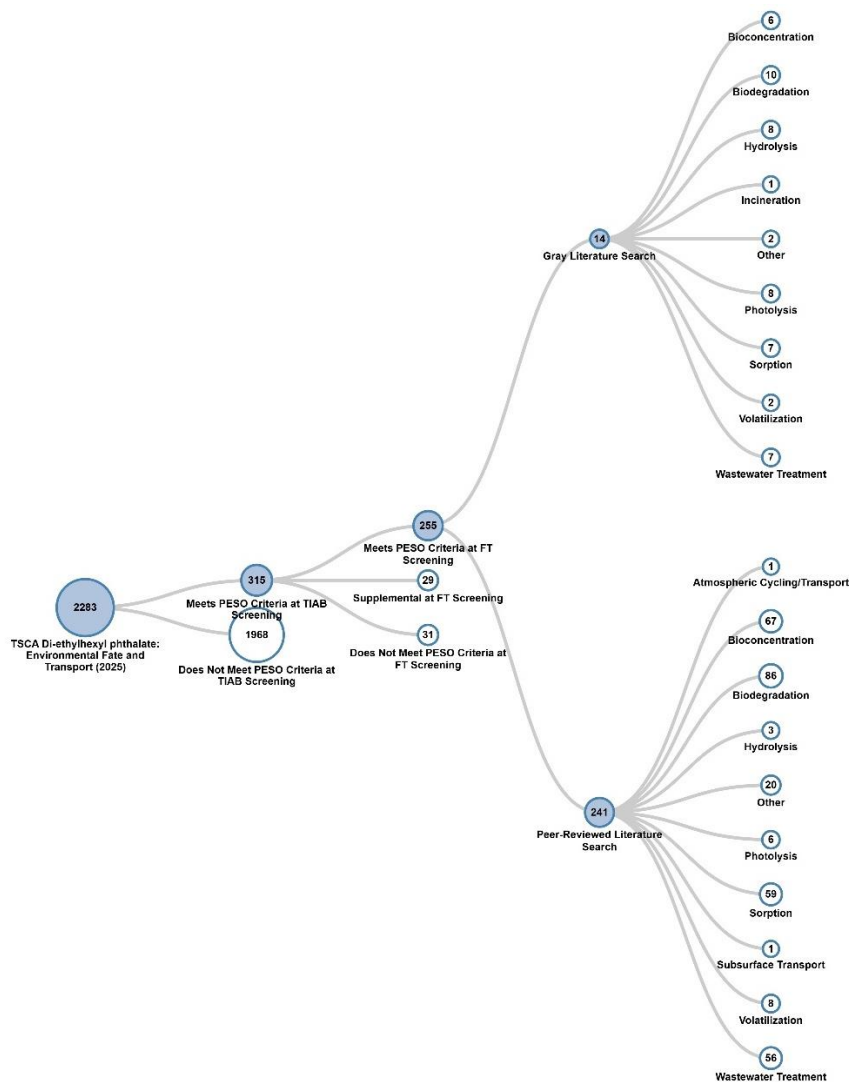 6
Bioconcentration
10
Biodegradation
8
Hydrolysis
1
Incineration
14
Gray Literature Search
2
Other
8
Photolysis
7
Sorption
2
Volatilization
7
Wastewater Treatment
255
Meets PESO Criteria at FT
Screening
315
Meets PESO Criteria at TIAB
Screening
29
Supplemental at FT Screening
2283
TSCA Di-ethylhexyl phthalate:
Environmental Fate and
Transport (2025)
1968
Does Not Meet PESO Criteria at
TIAB Screening
31
Does Not Meet PESO Criteria at
FT Screening
1
Atmospheric Cycling/Transport
67
Bioconcentration
86
Biodegradation
3
Hydrolysis
20
Other
241
Peer-Reviewed Literature
Search
6
Photolysis
59
Sorption
1
Subsurface Transport
8
Volatilization
56
Wastewater Treatment